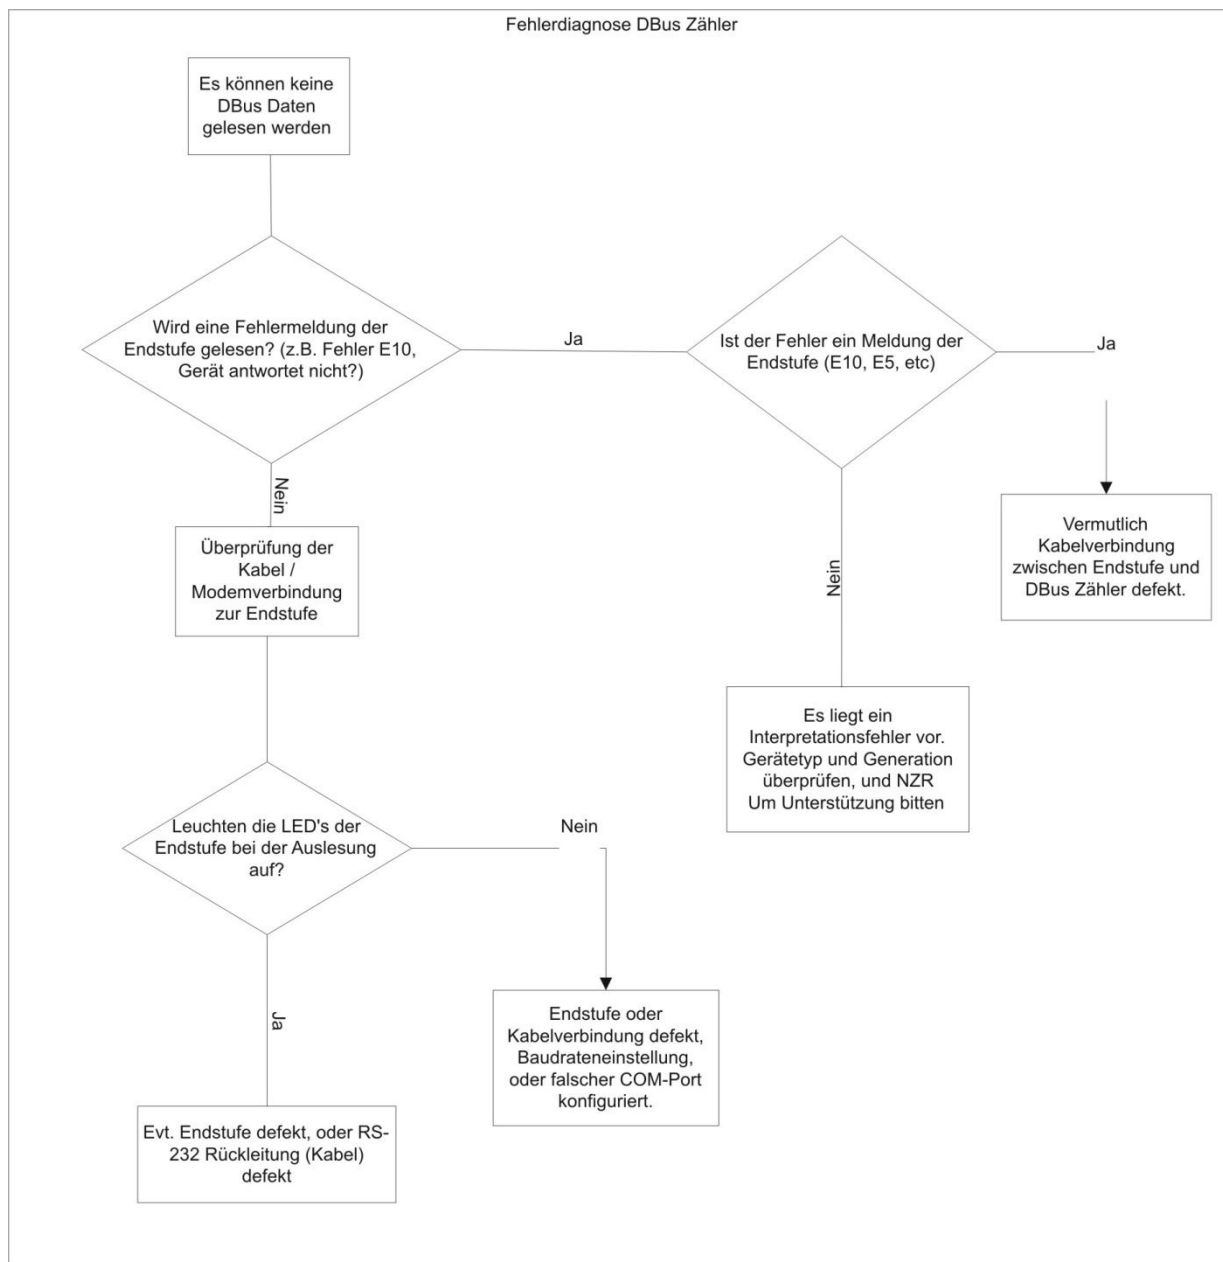 Fehlerdiagnose DBus Zähler
Es können keine
DBus Daten
gelesen werden
Wird eine Fehlermeldung der
Endstufe gelesen? (z.B. Fehler E10,
Gerät antwortet nicht?)
Ja
Ist der Fehler ein Meldung der
Endstufe (E10, E5, etc)
Ja
Nein
Überprüfung der
Kabel /
Modemverbindung
zur Endstufe
Vermutlich
Kabelverbindung
zwischen Endstufe und
DBus Zähler defekt.
Nein
Es liegt ein
Interpretationsfehler vor.
Gerätetyp und Generation
überprüfen, und NZR
Um Unterstützung bitten
Leuchten die LED's der
Endstufe bei der Auslesung
auf?
Nein
Endstufe oder
Kabelverbindung defekt,
Baudrateneinstellung,
oder falscher COM-Port
konfiguriert.
Ja
Evt. Endstufe defekt, oder RS-
232 Rückleitung (Kabel)
defekt